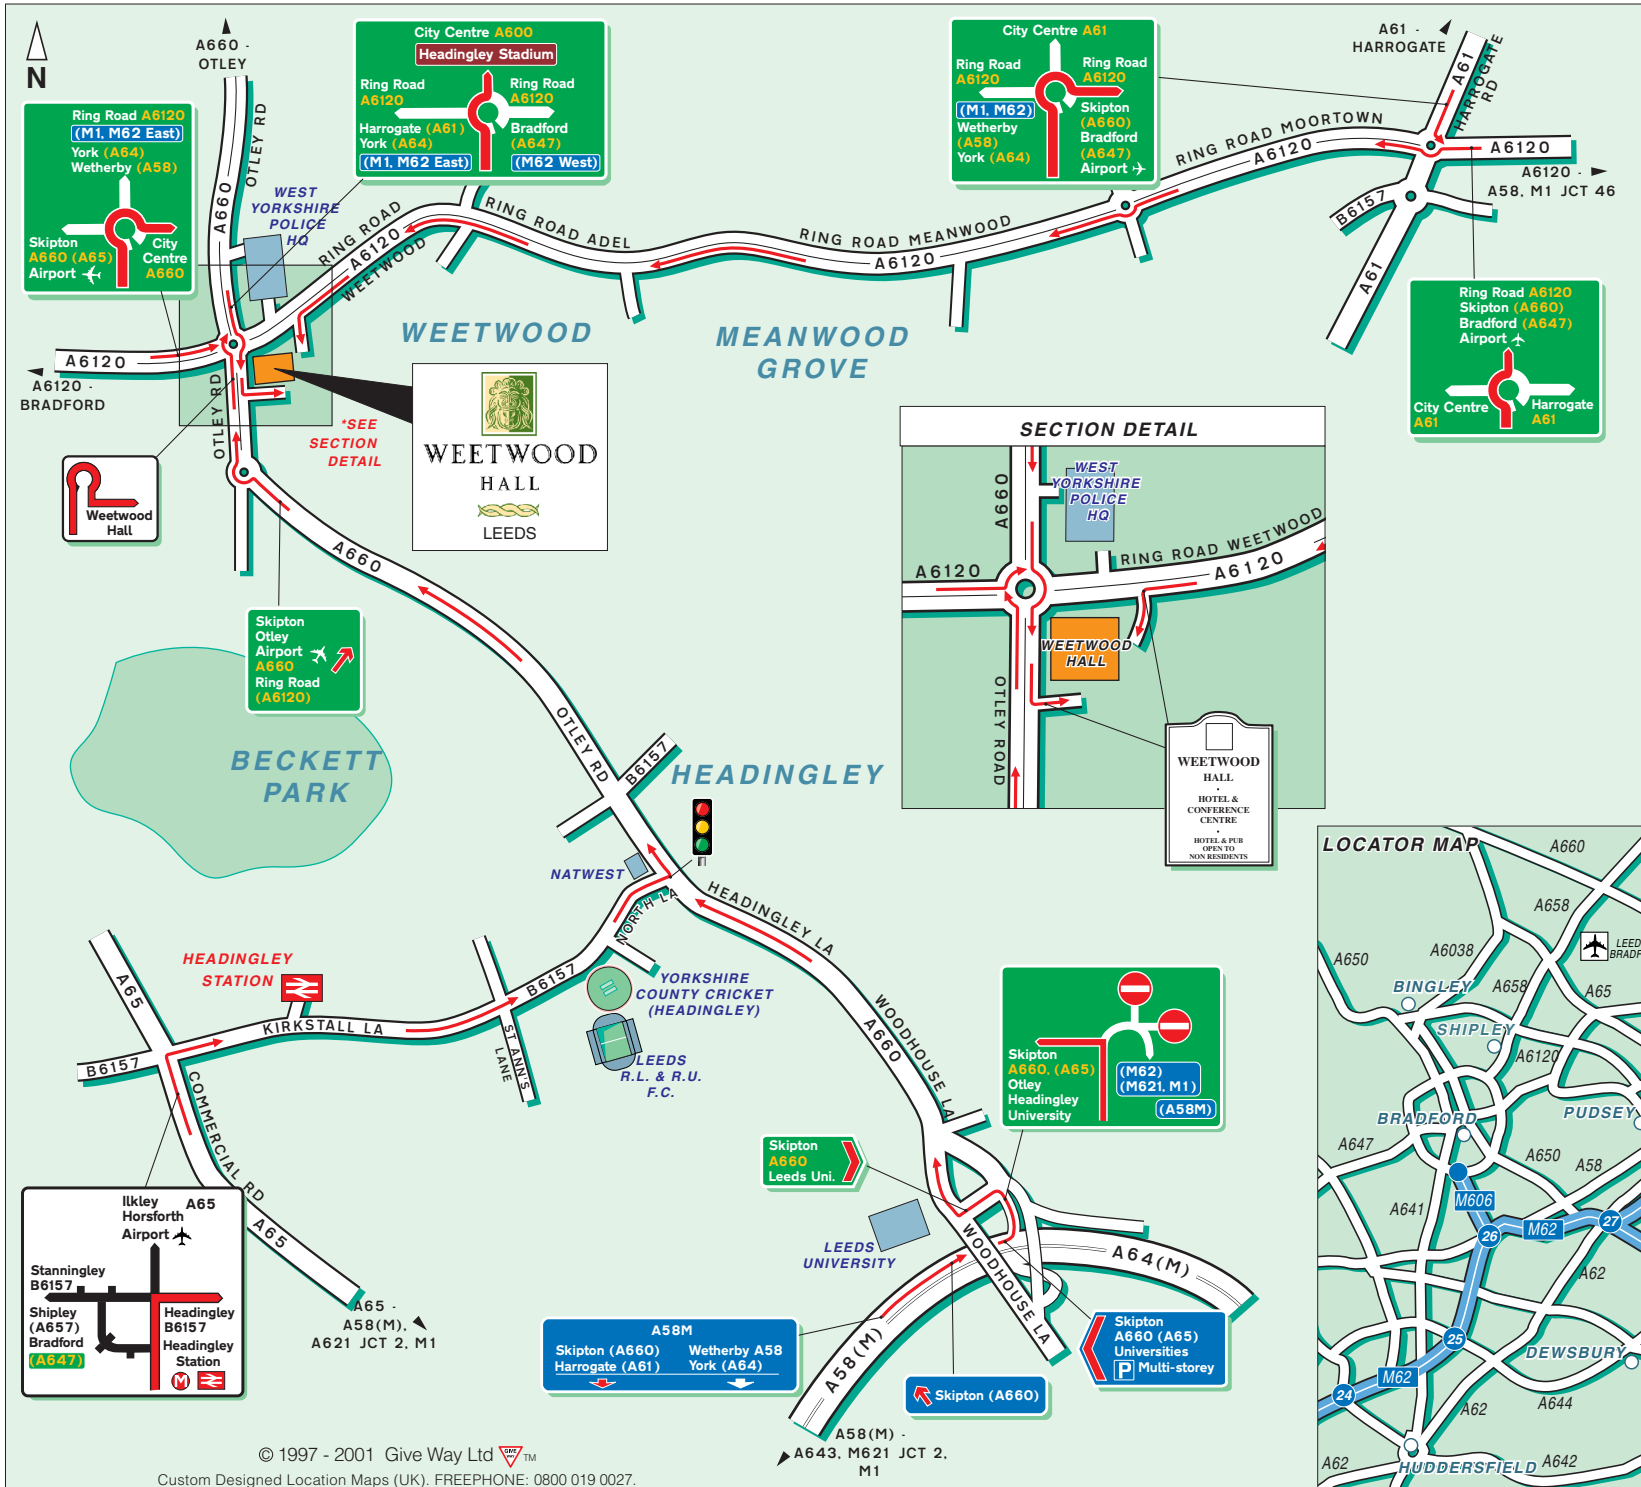 N
A660 -
OTLEY
OTLEY RD
A660
Ring Road A6120
(M1, M62 East)
York (A64)
Wetherby (A58)
Skipton
A660 (A65)
Airport
City
Centre
A660
City Centre A600
Headingley Stadium
Ring Road
A6120
Ring Road
A6120
Harrogate (A61)
York (A64)
(M1, M62 East)
Bradford
(A647)
(M62 West)
WEST
YORKSHIRE
POLICE
HQ
RING ROAD
A6120
WEETWOOD
RING ROAD ADEL
RING ROAD MEANWOOD
A6120
RING ROAD MOORTOWN
A6120
City Centre A61
Ring Road
A6120
Ring Road
A6120
(M1, M62)
Wetherby
(A58)
York (A64)
Skipton
(A660)
Bradford
(A647)
Airport
A61 -
HARROGATE
A61
HARROGATE
RD
A6120
A6120 -
A58, M1 JCT 46
B6157
A61
Ring Road A6120
Skipton (A660)
Bradford (A647)
Airport
City Centre
A61
Harrogate
A61
A6120
A6120 -
BRADFORD
OTLEY RD
*SEE
SECTION
DETAIL
WEETWOOD
MEANWOOD
GROVE
WEETWOOD
HALL
LEEDS
Weetwood
Hall
A660
Skipton
Otley
Airport
A660
Ring Road
(A6120)
SECTION DETAIL
A660
WEST
YORKSHIRE
POLICE
HQ
A6120
RING ROAD WEETWOOD
A6120
WEETWOOD
HALL
OTLEY ROAD
WEETWOOD
HALL
HOTEL &
CONFERENCE
CENTRE
HOTEL & PUB
OPEN TO
NON RESIDENTS
BECKETT
PARK
OTLEY RD
B6157
HEADINGLEY
NATWEST
NORTH LA
HEADINGLEY LA
HEADINGLEY
STATION
A65
KIRKSTALL LA
B6157
B6157
ST ANN'S
LANE
YORKSHIRE
COUNTY CRICKET
(HEADINGLEY)
LEEDS
R.L. & R.U.
F.C.
COMMERCIAL RD
A65
WOODHOUSE LA
A660
Skipton
A660, (A65)
Otley
Headingley
University
(M62)
(M621, M1)
(A58M)
Skipton
A660
Leeds Uni.
LEEDS
UNIVERSITY
WOODHOUSE LA
A64(M)
A58(M)
Ilkley
Horsforth
Airport
A65
Stanningley
B6157
Shipley
(A657)
Bradford
(A647)
Headingley
B6157
Headingley
Station
M
A65 -
A58(M),
A621 JCT 2, M1
A58M
Skipton (A660)
Harrogate (A61)
Wetherby A58
York (A64)
Skipton (A660)
Skipton
A660 (A65)
Universities
P Multi-storey
A58(M) -
A643, M621 JCT 2,
M1
LOCATOR MAP
A660
A658
A6038
A650
LEED
BRADF
BINGLEY
A658
A65
SHIPLEY
A6120
BRADFORD
PUDSEY
A647
A650
A58
A641
M606
26
M62
27
A62
25
DEWSBURY
M62
24
A62
A644
A62
HUDDERSFIELD
A642
© 1997 - 2001 Give Way Ltd GIVE WAY TM
Custom Designed Location Maps (UK). FREEPHONE: 0800 019 0027.